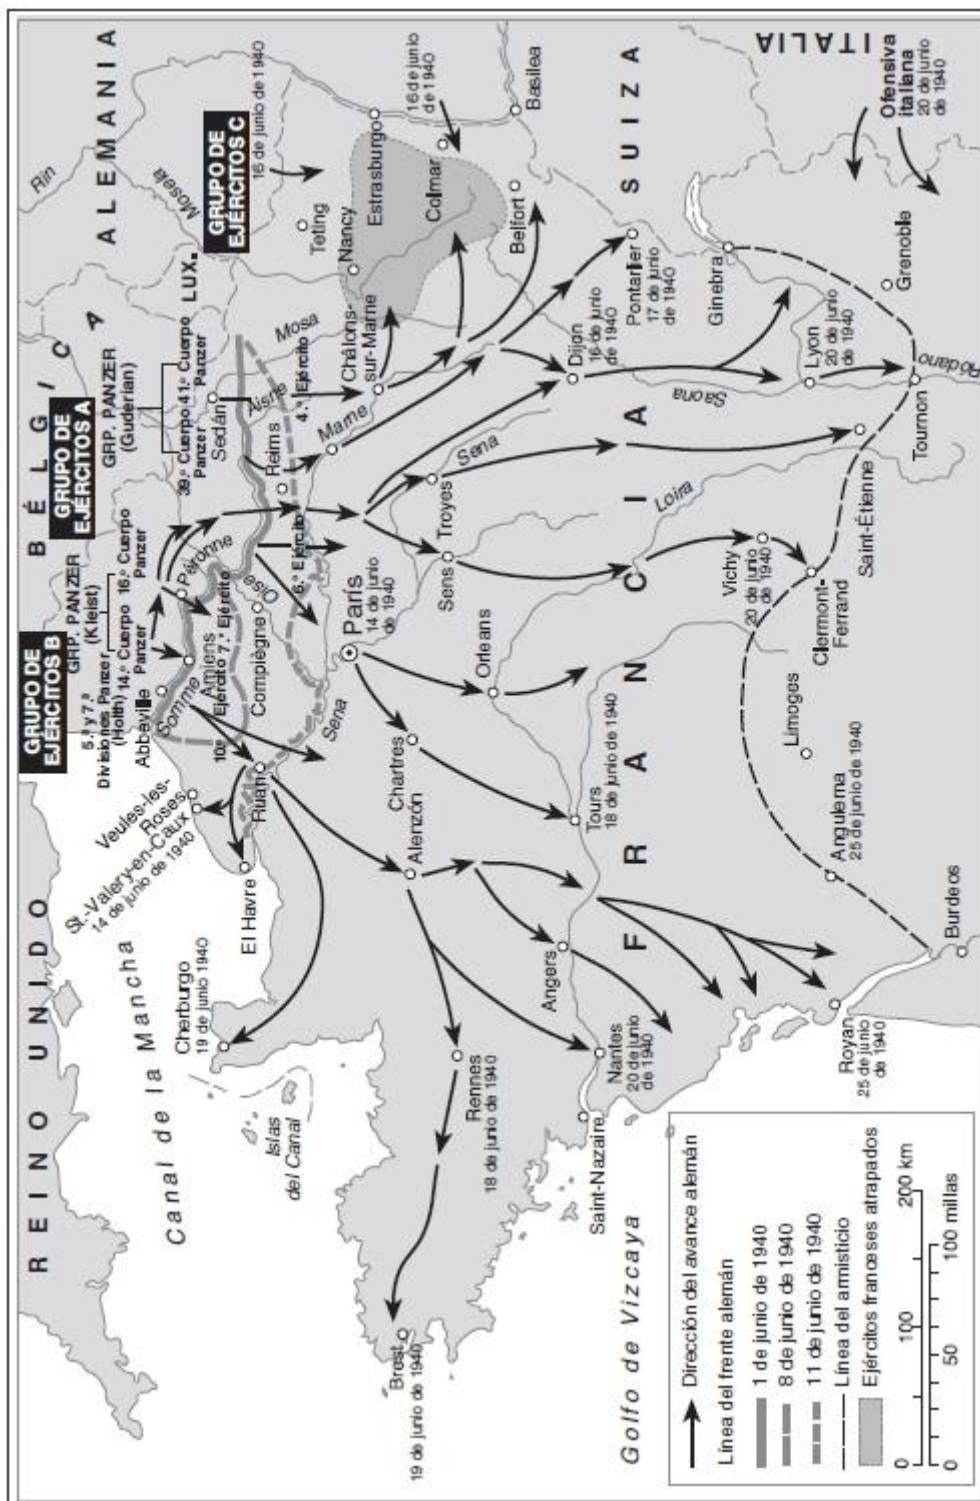 REINO UNIDO
Canal de la Mancha
Islas
del Canal
Golfo de Vizcaya
BÉLGICA
ALEMANIA
LUX.
SUIZA
ITALIA
FRANCIA
GRUPO DE
EJÉRCITOS B
5.ª y 7.ª
Divisiones Panzer
(Hoth)
GRP. PANZER
(Kleist)
14.º Cuerpo
Panzer
16.º Cuerpo
Panzer
GRUPO DE
EJÉRCITOS A
GRP. PANZER
(Guderian)
39.º Cuerpo
Panzer
41.º Cuerpo
Panzer
GRUPO DE
EJÉRCITOS C
16 de junio de 1940
16 de junio
de 1940
Rin
Mosela
Mosa
Aisne
Marne
Oise
Somme
Sena
Sena
Loira
Saona
Ródano
Abbeville
Amiens
Péronne
10.º
Ejército
7.º Ejército
6.º Ejército
4.º Ejército
Compiègne
Sedán
Reims
Châlons-
sur-Marne
Teting
Nancy
Estrasburgo
Colmar
Belfort
Basilea
Veules-les-
Roses
St.-Valery-en-Caux
14 de junio de 1940
El Havre
Ruán
Cherburgo
19 de junio 1940
París
14 de junio
de 1940
Chartres
Alenzón
Rennes
18 de junio de 1940
Brest
19 de junio de 1940
Sens
Troyes
Orleans
Tours
18 de junio de 1940
Angers
Nantes
20 de junio
de 1940
Saint-Nazaire
Dijon
16 de junio
de 1940
Pontarlier
17 de junio
de 1940
Ginebra
Lyon
20 de junio
de 1940
Grenoble
Ofensiva
italiana
20 de junio
de 1940
Tournon
Saint-Étienne
Vichy
20 de junio
de 1940
Clermont-
Ferrand
Limoges
Angulema
25 de junio de 1940
Royan
25 de junio
de 1940
Burdeos
Dirección del avance alemán
Línea del frente alemán
1 de junio de 1940
8 de junio de 1940
11 de junio de 1940
Línea del armisticio
Ejércitos franceses atrapados
0 100 200 km
0 50 100 millas